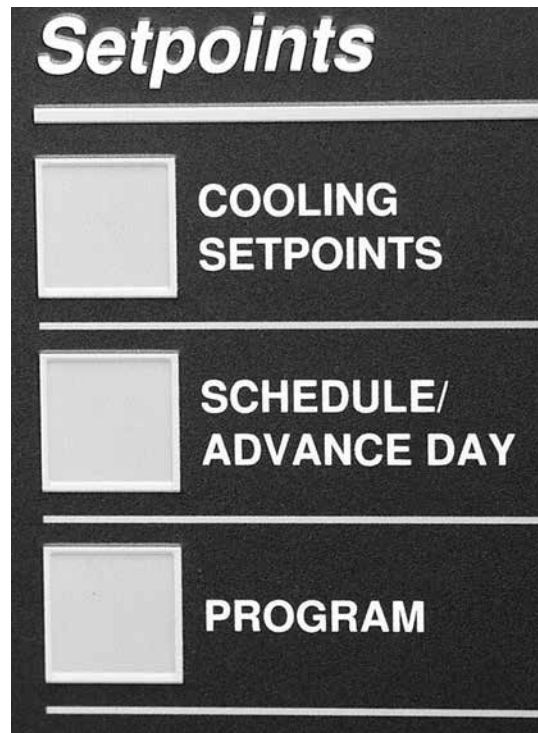 Setpoints
COOLING
SETPOINTS
SCHEDULE/
ADVANCE DAY
PROGRAM